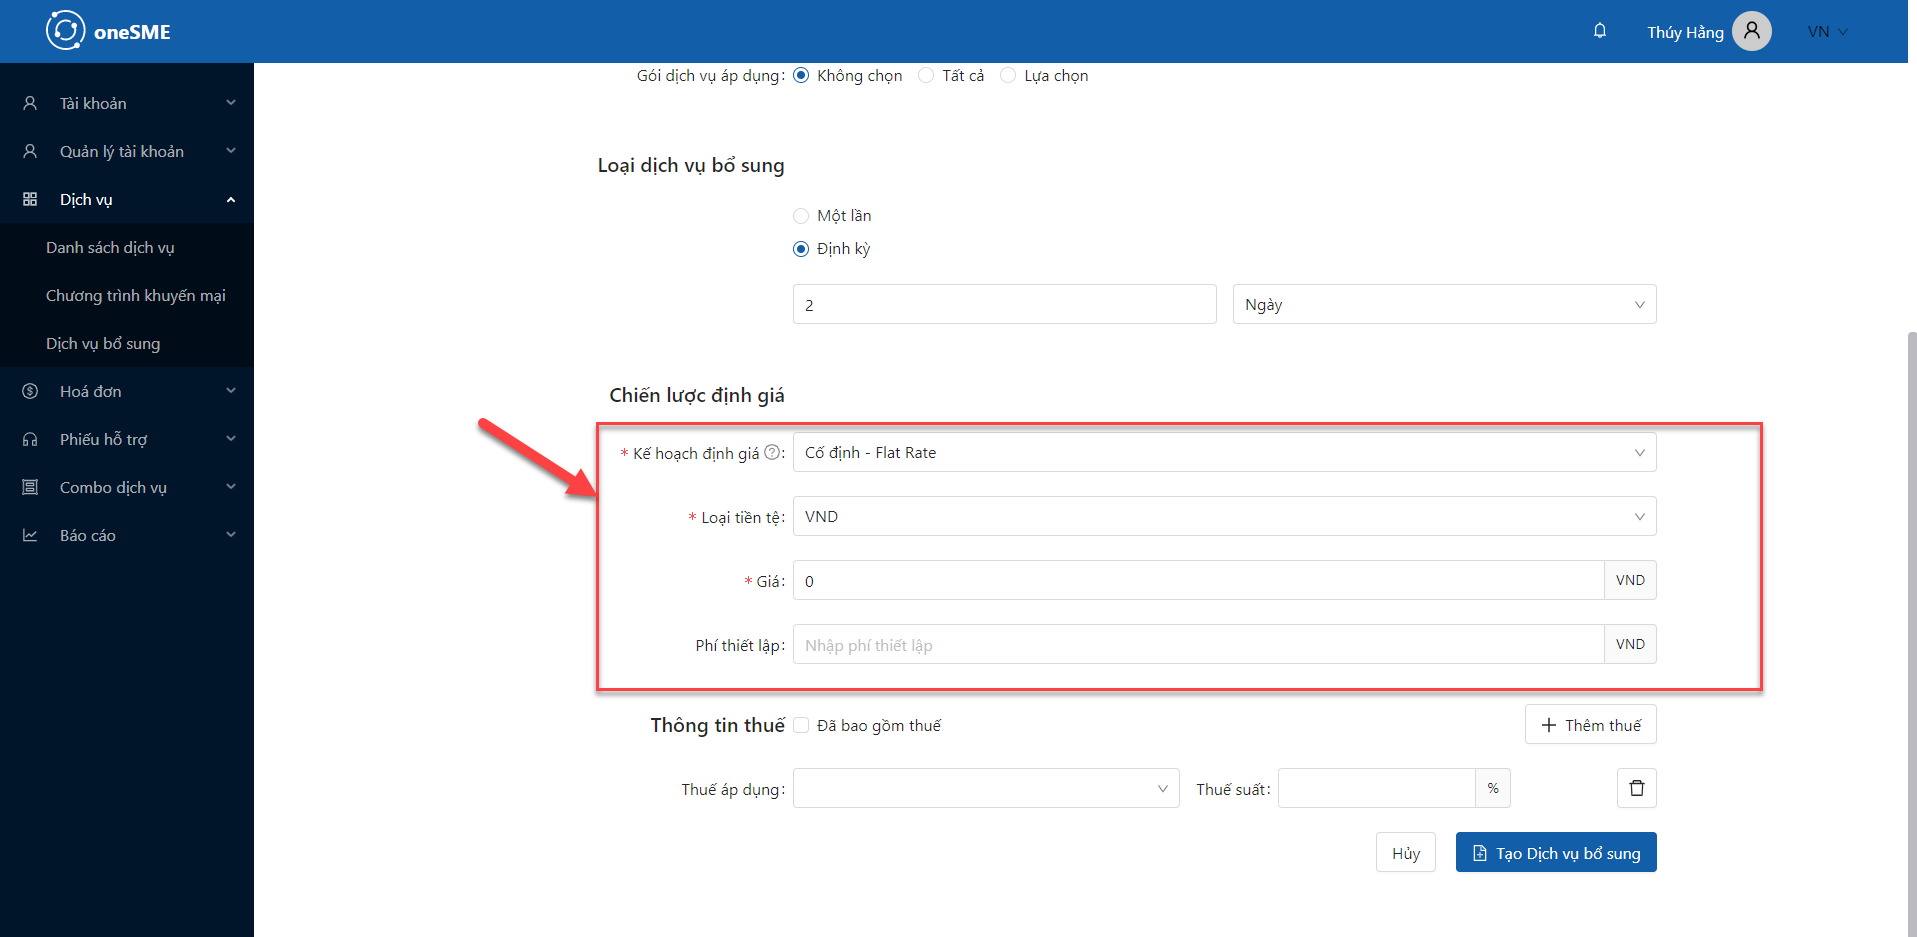 oneSME
Thúy Hằng
VN
Tài khoản
Quản lý tài khoản
Dịch vụ
Danh sách dịch vụ
Chương trình khuyến mại
Dịch vụ bổ sung
Hoá đơn
Phiếu hỗ trợ
Combo dịch vụ
Báo cáo
Gói dịch vụ áp dụng: Không chọn Tất cả Lựa chọn
Loại dịch vụ bổ sung
Một lần
Định kỳ
2 Ngày
Chiến lược định giá
* Kế hoạch định giá ?: Cố định - Flat Rate
* Loại tiền tệ: VND
* Giá: 0 VND
Phí thiết lập: Nhập phí thiết lập VND
Thông tin thuế Đã bao gồm thuế + Thêm thuế
Thuế áp dụng: Thuế suất: %
Hủy Tạo Dịch vụ bổ sung